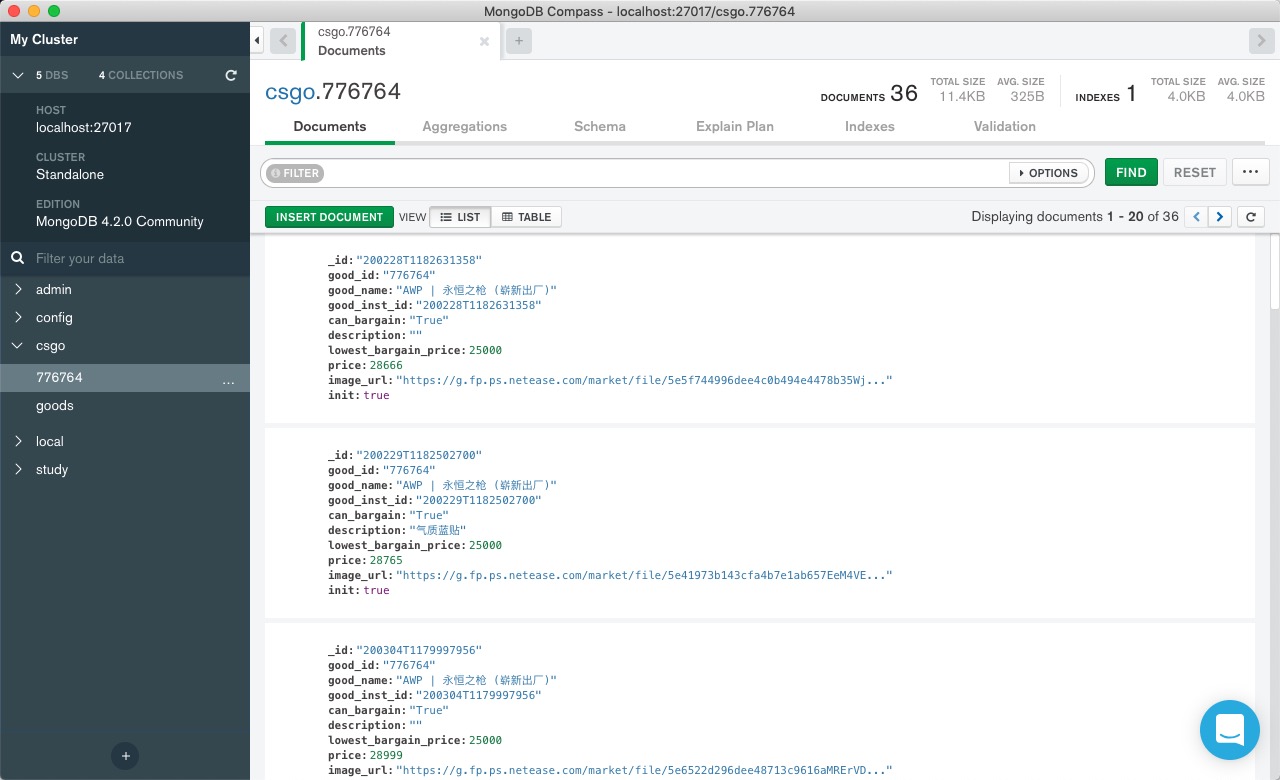 MongoDB Compass - localhost:27017/csgo.776764
My Cluster
5 DBS 4 COLLECTIONS
HOST
localhost:27017
CLUSTER
Standalone
EDITION
MongoDB 4.2.0 Community
Filter your data
admin
config
csgo
776764 ...
goods
local
study
+
csgo.776764
Documents
+
csgo.776764
DOCUMENTS 36 TOTAL SIZE 11.4KB AVG. SIZE 325B
INDEXES 1 TOTAL SIZE 4.0KB AVG. SIZE 4.0KB
Documents Aggregations Schema Explain Plan Indexes Validation
FILTER OPTIONS FIND RESET ...
INSERT DOCUMENT VIEW LIST TABLE Displaying documents 1 - 20 of 36
_id: "200228T1182631358"
good_id: "776764"
good_name: "AWP | 永恒之枪 (崭新出厂)"
good_inst_id: "200228T1182631358"
can_bargain: "True"
description: ""
lowest_bargain_price: 25000
price: 28666
image_url: "https://g.fp.ps.netease.com/market/file/5e5f744996dee4c0b494e4478b35Wj..."
init: true
_id: "200229T1182502700"
good_id: "776764"
good_name: "AWP | 永恒之枪 (崭新出厂)"
good_inst_id: "200229T1182502700"
can_bargain: "True"
description: "气质蓝贴"
lowest_bargain_price: 25000
price: 28765
image_url: "https://g.fp.ps.netease.com/market/file/5e41973b143cfa4b7e1ab657EeM4VE..."
init: true
_id: "200304T1179997956"
good_id: "776764"
good_name: "AWP | 永恒之枪 (崭新出厂)"
good_inst_id: "200304T1179997956"
can_bargain: "True"
description: ""
lowest_bargain_price: 25000
price: 28999
image_url: "https://g.fp.ps.netease.com/market/file/5e6522d296dee48713c9616aMRErVD..."